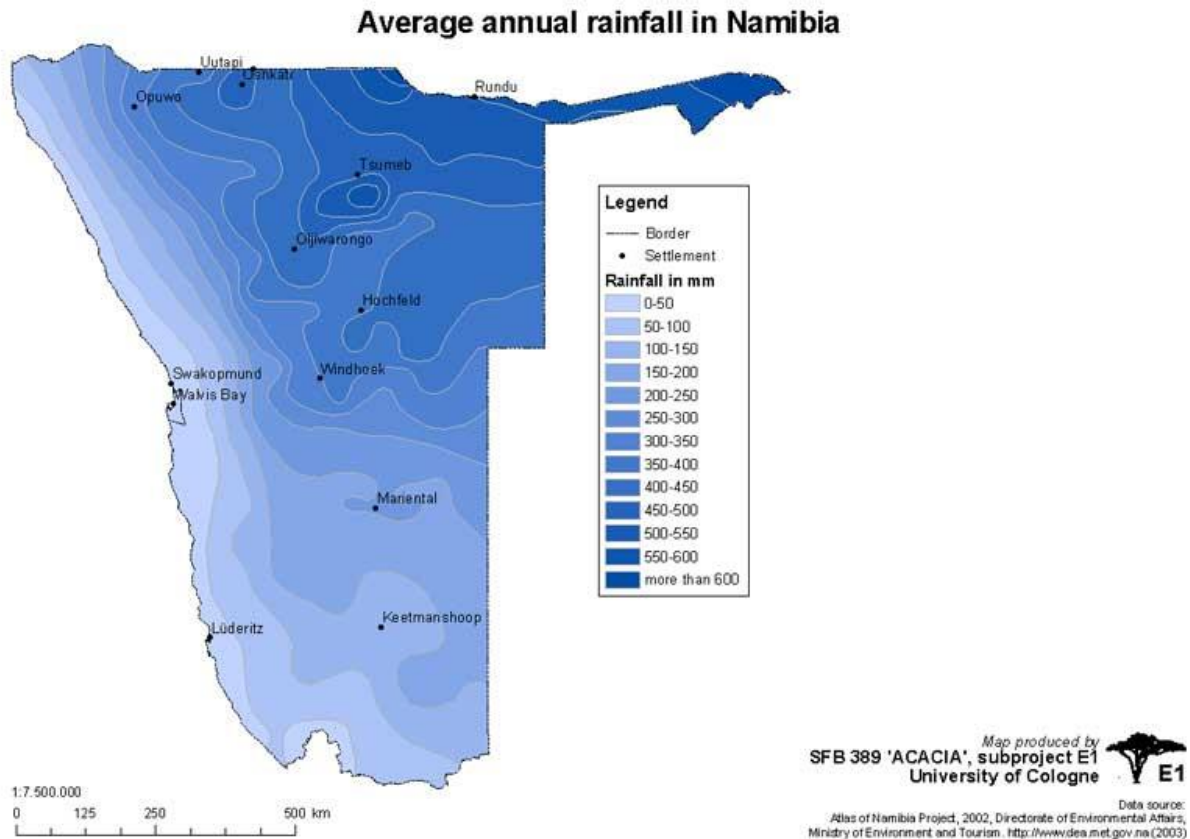 Average annual rainfall in Namibia
Uutapi
Oshikati
Opuwo
Rundu
Tsumeb
Otjiwarongo
Hochfeld
Swakopmund
Windhoek
Walvis Bay
Mariental
Keetmanshoop
Lüderitz
Legend
Border
Settlement
Rainfall in mm
0-50
50-100
100-150
150-200
200-250
250-300
300-350
350-400
400-450
450-500
500-550
550-600
more than 600
1:7.500.000
0 125 250 500 km
Map produced by
SFB 389 'ACACIA', subproject E1
University of Cologne
E1
Data source:
Atlas of Namibia Project, 2002, Directorate of Environmental Affairs,
Ministry of Environment and Tourism. http://www.dea.met.gov.na (2003)